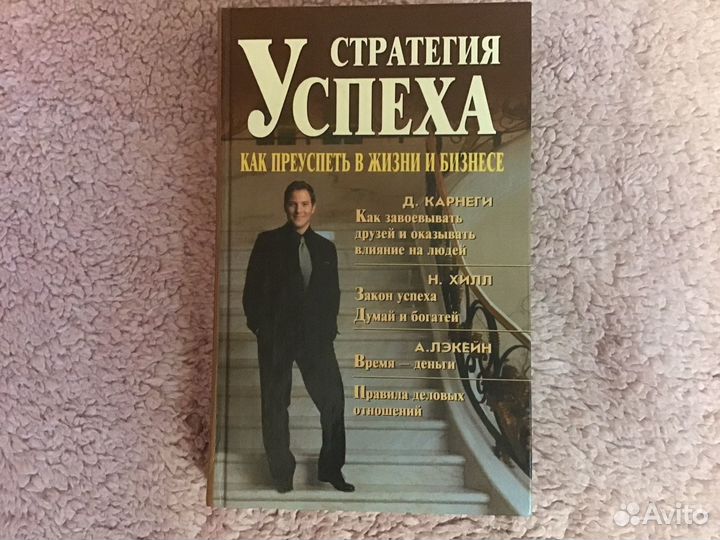 СТРАТЕГИЯ
УСПЕХА
КАК ПРЕУСПЕТЬ В ЖИЗНИ И БИЗНЕСЕ
Д. КАРНЕГИ
Как завоевывать
друзей и оказывать
влияние на людей
Н. ХИЛЛ
Закон успеха
Думай и богатей
А.ЛЭКЕЙН
Время — деньги
Правила деловых
отношений
Avito